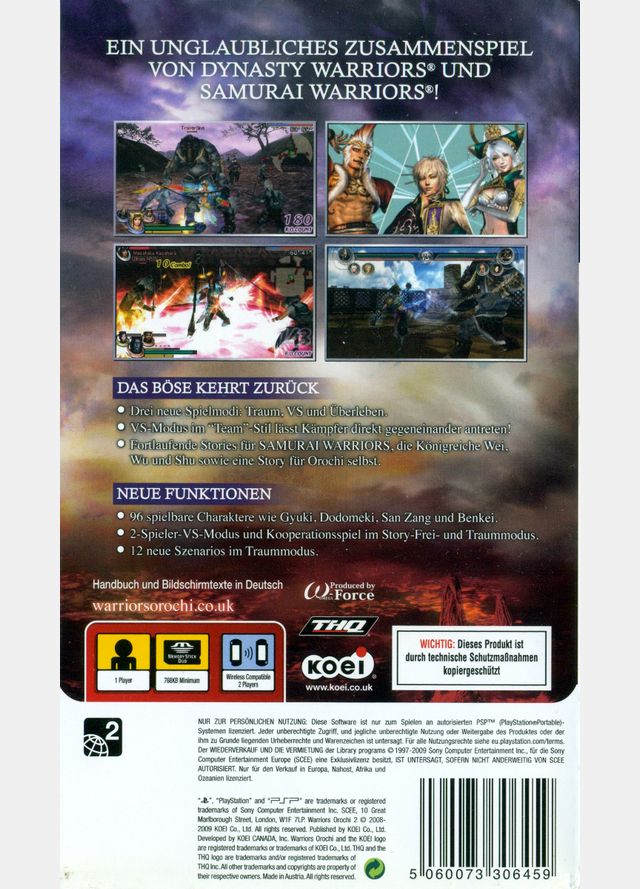 EIN UNGLAUBLICHES ZUSAMMENSPIEL
VON DYNASTY WARRIORS® UND
SAMURAI WARRIORS®!
180
K.O.COUNT
Masataka Kasahara
10 Combo!
K.O.COUNT
DAS BÖSE KEHRT ZURÜCK
• Drei neue Spielmodi: Traum, VS und Überleben.
• VS-Modus im "Team"-Stil lässt Kämpfer direkt gegeneinander antreten!
• Fortlaufende Stories für SAMURAI WARRIORS, die Königreiche Wei,
Wu und Shu sowie eine Story für Orochi selbst.
NEUE FUNKTIONEN
• 96 spielbare Charaktere wie Gyuki, Dodomeki, San Zang und Benkei.
• 2-Spieler-VS-Modus und Kooperationsspiel im Story-Frei- und Traummodus.
• 12 neue Szenarios im Traummodus.
Handbuch und Bildschirmtexte in Deutsch
warriorsorochi.co.uk
Produced by
ω-Force
OMEGA
THQ
KOEI
www.koei.co.uk
1 Player
MEMORY STICK
DUO
768KB Minimum
Wireless Compatible
2 Players
WICHTIG: Dieses Produkt ist
durch technische Schutzmaßnahmen
kopiergeschützt
2
NUR ZUR PERSÖNLICHEN NUTZUNG: Diese Software ist nur zum Spielen an autorisierten PSP™ (PlayStation®Portable)-
Systemen lizenziert. Jeder unberechtigte Zugriff, und jegliche unberechtigte Nutzung oder Weitergabe des Produktes oder der
ihm zu Grunde liegenden Urheberrechte und Warenzeichen ist untersagt. Für alle Nutzungsrechte siehe eu.playstation.com/terms.
Der WIEDERVERKAUF UND DIE VERMIETUNG der Library programs ©1997-2009 Sony Computer Entertainment Inc., für die Sony
Computer Entertainment Europe (SCEE) eine Exklusivlizenz besitzt, IST UNTERSAGT, SOFERN NICHT ANDERWEITIG VON SCEE
AUTORISIERT. Nur für den Verkauf in Europa, Nahost, Afrika und
Ozeanien lizenziert.
" ", "PlayStation" and "PSP" are trademarks or registered
trademarks of Sony Computer Entertainment Inc. SCEE, 10 Great
Marlborough Street, London, W1F 7LP. Warriors Orochi 2 © 2008-
2009 KOEI Co., Ltd. All rights reserved. Published by KOEI Co., Ltd.
Developed by KOEI CANADA, Inc. Warriors Orochi and the KOEI logo
are registered trademarks or trademarks of KOEI Co., Ltd. THQ and the
THQ logo are trademarks and/or registered trademarks of
THQ Inc. All other trademarks and copyrights are property of
their respective owners. Made in Austria. All rights reserved.
5 060073 306459